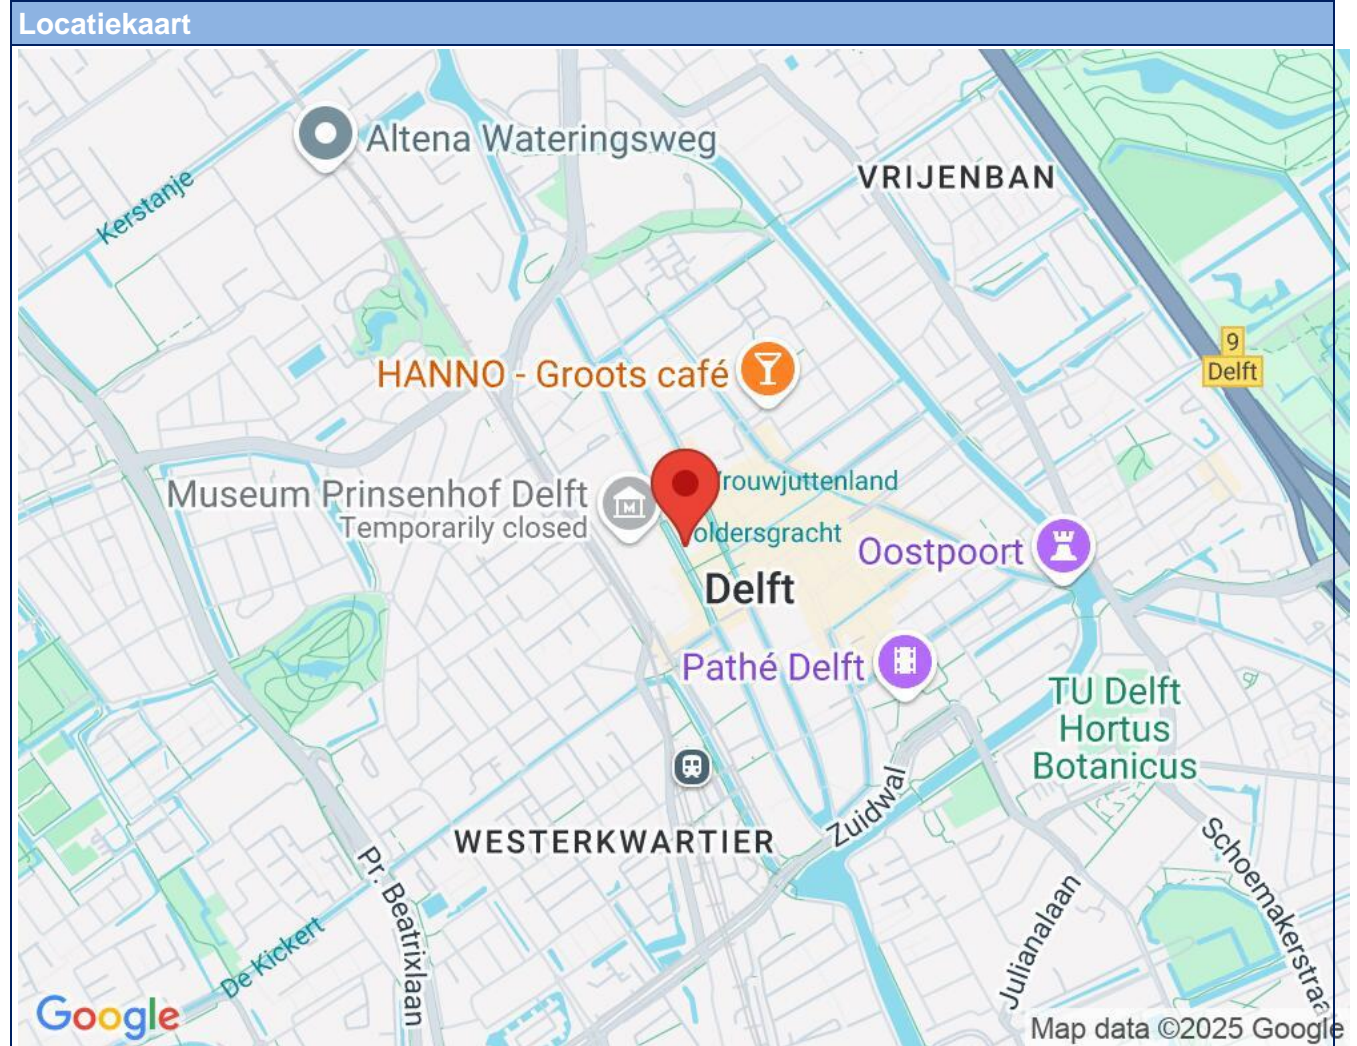 Locatiekaart
Altena Wateringsweg
VRIJENBAN
Kerstanje
9
Delft
HANNO - Groots café
Museum Prinsenhof Delft
Temporarily closed
rouwjuttenland
oldersgracht
Oostpoort
Delft
Pathé Delft
TU Delft
Hortus
Botanicus
Zuidwal
WESTERKWARTIER
Schoemakerstraa
Pr. Beatrixlaan
Julianalaan
De Kickert
Google
Map data ©2025 Google